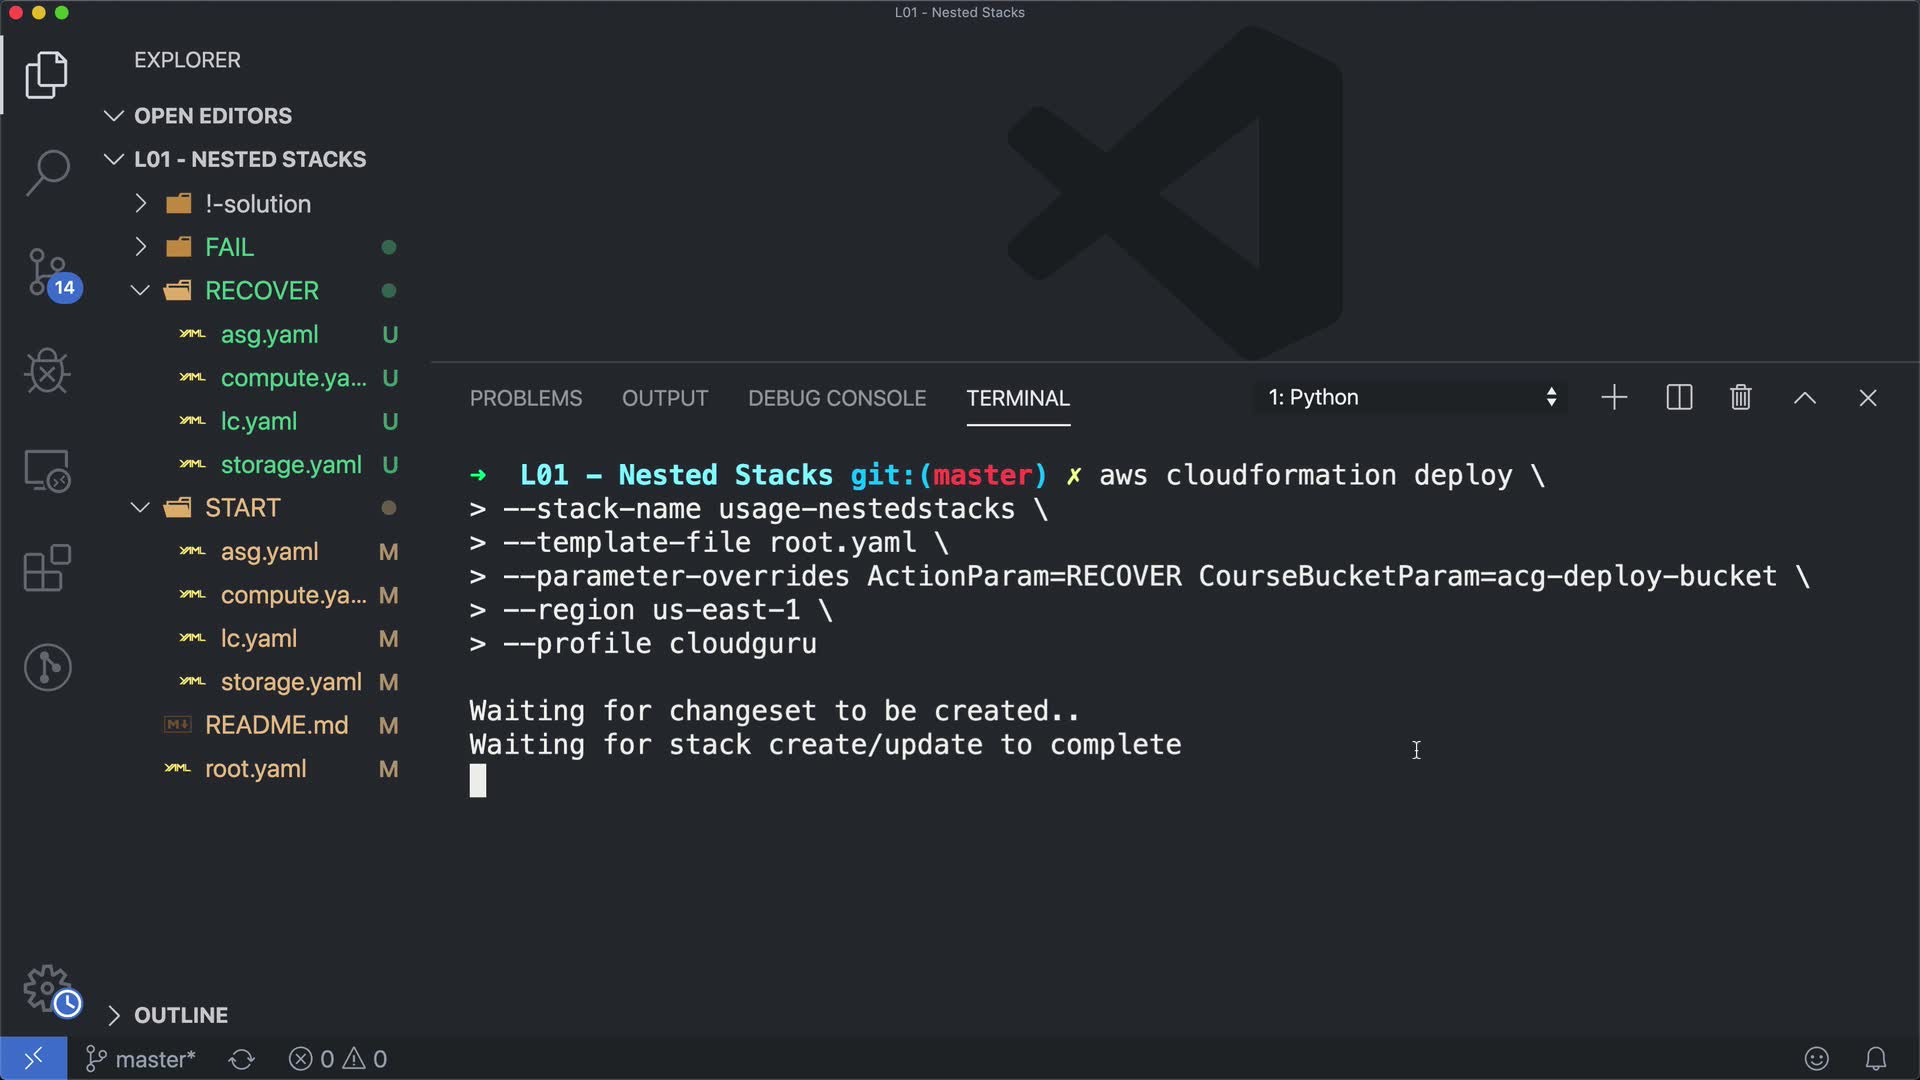 L01 - Nested Stacks
EXPLORER
OPEN EDITORS
L01 - NESTED STACKS
!-solution
FAIL
RECOVER
asg.yaml U
compute.ya... U
lc.yaml U
storage.yaml U
START
asg.yaml M
compute.ya... M
lc.yaml M
storage.yaml M
README.md M
root.yaml M
OUTLINE
14
PROBLEMS OUTPUT DEBUG CONSOLE TERMINAL 1: Python
➜ L01 - Nested Stacks git:(master) ✗ aws cloudformation deploy \
> --stack-name usage-nestedstacks \
> --template-file root.yaml \
> --parameter-overrides ActionParam=RECOVER CourseBucketParam=acg-deploy-bucket \
> --region us-east-1 \
> --profile cloudguru
Waiting for changeset to be created..
Waiting for stack create/update to complete
master* 0 0